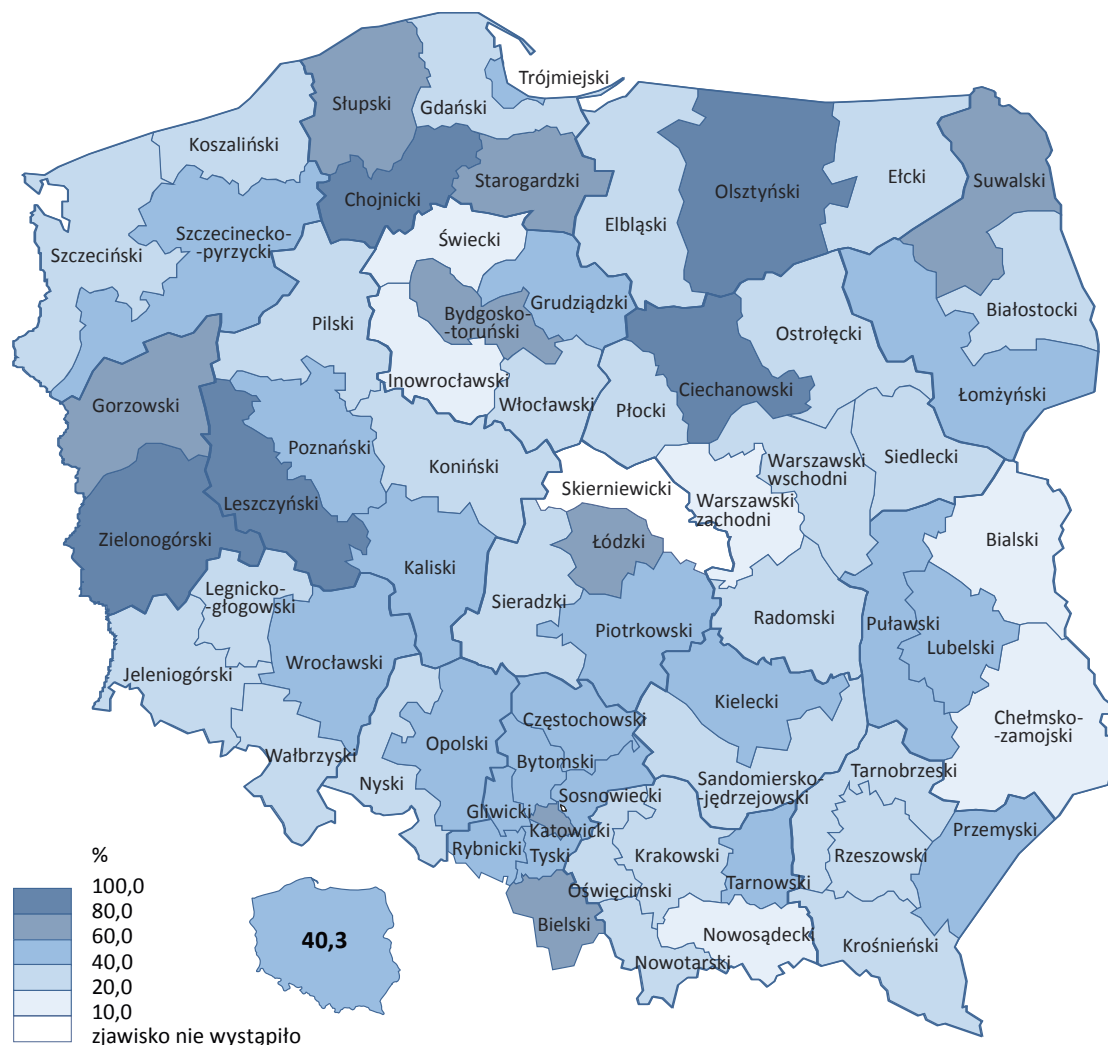 Trójmiejski
Słupski
Gdański
Koszaliński
Starogardzki
Chojnicki
Olsztyński
Ełcki
Suwalski
Elbląski
Świecki
Szczecinecko-
-pyrzycki
Szczeciński
Grudziądzki
Bydgosko-
-toruński
Białostocki
Pilski
Ostrołęcki
Inowrocławski
Ciechanowski
Gorzowski
Włocławski
Płocki
Łomżyński
Poznański
Koniński
Warszawski
wschodni
Siedlecki
Skierniewicki
Leszczyński
Warszawski
zachodni
Zielonogórski
Łódzki
Bialski
Kaliski
Legnicko-
-głogowski
Sieradzki
Radomski
Puławski
Piotrkowski
Lubelski
Wrocławski
Jeleniogórski
Kielecki
Chełmsko-
-zamojski
Częstochowski
Opolski
Wałbrzyski
Bytomski
Nyski
Tarnobrzeski
Sandomiersko-
-jędrzejowski
Sosnowiecki
Gliwicki
Katowicki
Przemyski
Rybnicki
Tyski
Krakowski
Rzeszowski
Oświęcimski
Tarnowski
Bielski
Nowosądecki
Krośnieński
Nowotarski
%
100,0
80,0
60,0
40,0
20,0
10,0
zjawisko nie wystąpiło
40,3